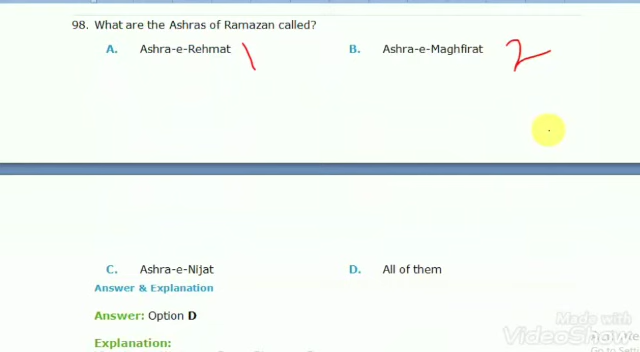 98. What are the Ashras of Ramazan called?
A. Ashra-e-Rehmat 1 B. Ashra-e-Maghfirat 2
C. Ashra-e-Nijat D. All of them
Answer & Explanation
Answer: Option D
Explanation:
Made with
VideoShow